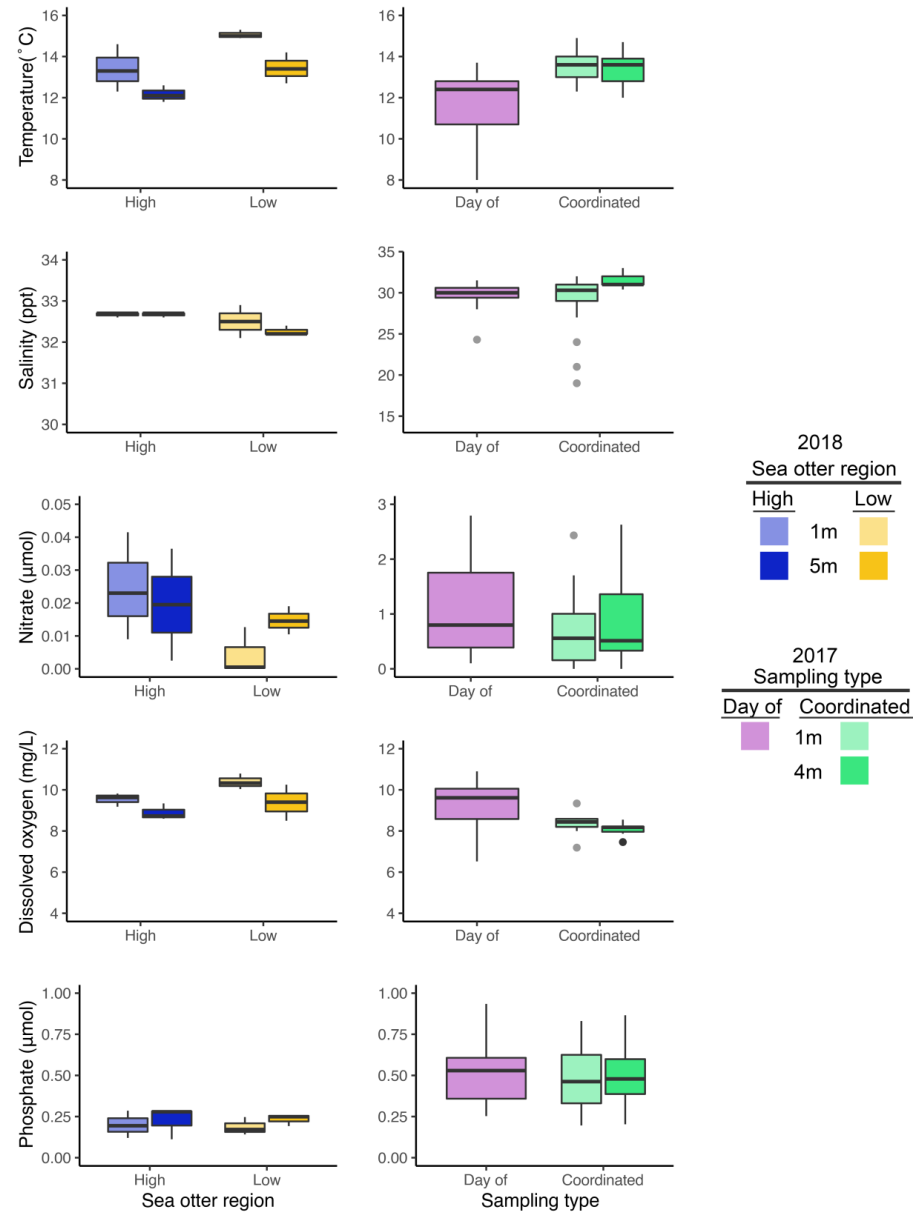 Temperature(˚C)
16
14
12
10
8
High
Low
16
14
12
10
8
Day of
Coordinated
Salinity (ppt)
34
33
32
31
30
High
Low
35
30
25
20
15
Day of
Coordinated
Nitrate (µmol)
0.05
0.04
0.03
0.02
0.01
0.00
High
Low
3
2
1
0
Day of
Coordinated
Dissolved oxygen (mg/L)
12
10
8
6
4
High
Low
12
10
8
6
4
Day of
Coordinated
Phosphate (µmol)
1.00
0.75
0.50
0.25
0.00
High
Low
Sea otter region
1.00
0.75
0.50
0.25
0.00
Day of
Coordinated
Sampling type
2018
Sea otter region
High Low
1m
5m
2017
Sampling type
Day of Coordinated
1m
4m